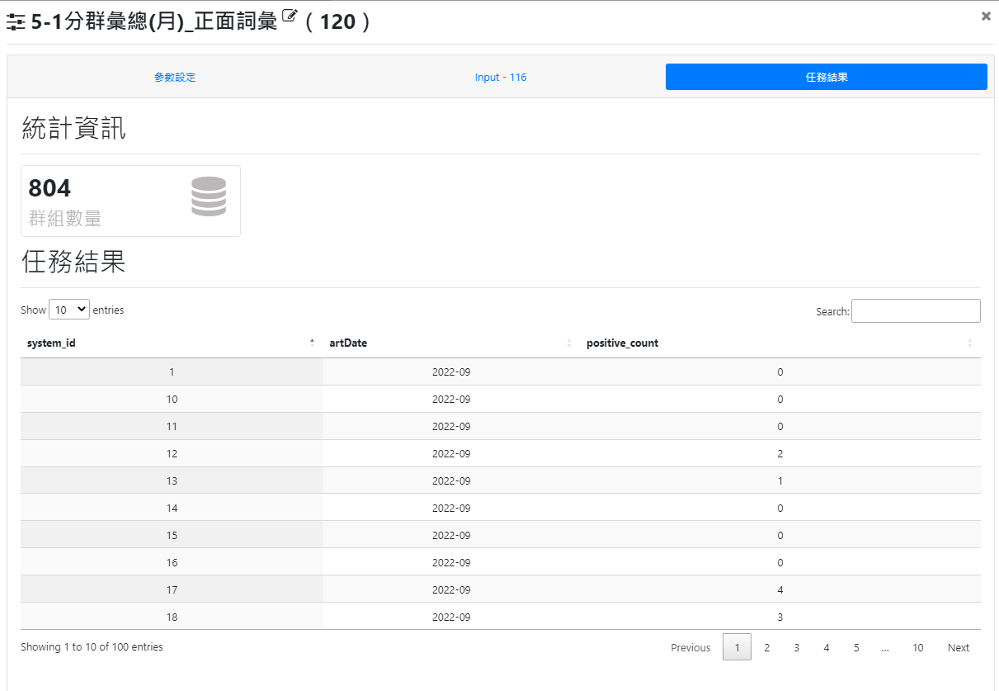 5-1分群彙總(月)_正面詞彙 ( 120 ) ×
參數設定 Input - 116 任務結果
統計資訊
804
群組數量
任務結果
Show 10 entries Search:
system_id artDate positive_count
1 2022-09 0
10 2022-09 0
11 2022-09 0
12 2022-09 2
13 2022-09 1
14 2022-09 0
15 2022-09 0
16 2022-09 0
17 2022-09 4
18 2022-09 3
Showing 1 to 10 of 100 entries Previous 1 2 3 4 5 ... 10 Next